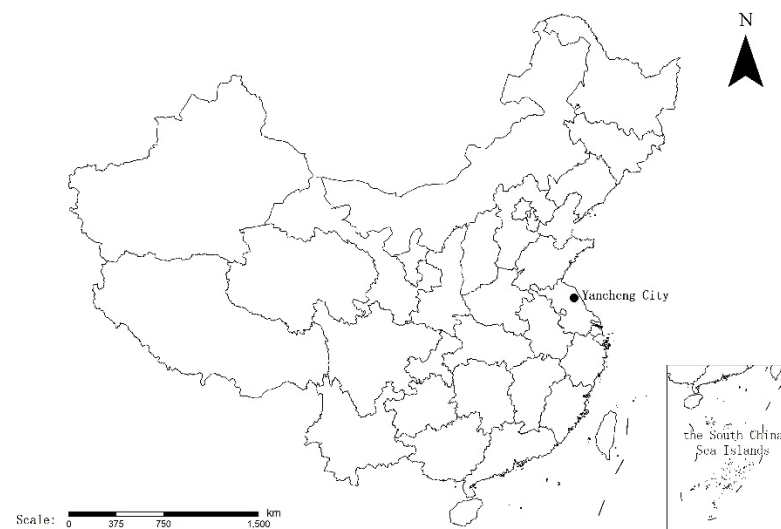 N
Yancheng City
the South China
Sea Islands
Scale:
km
0 375 750 1,500